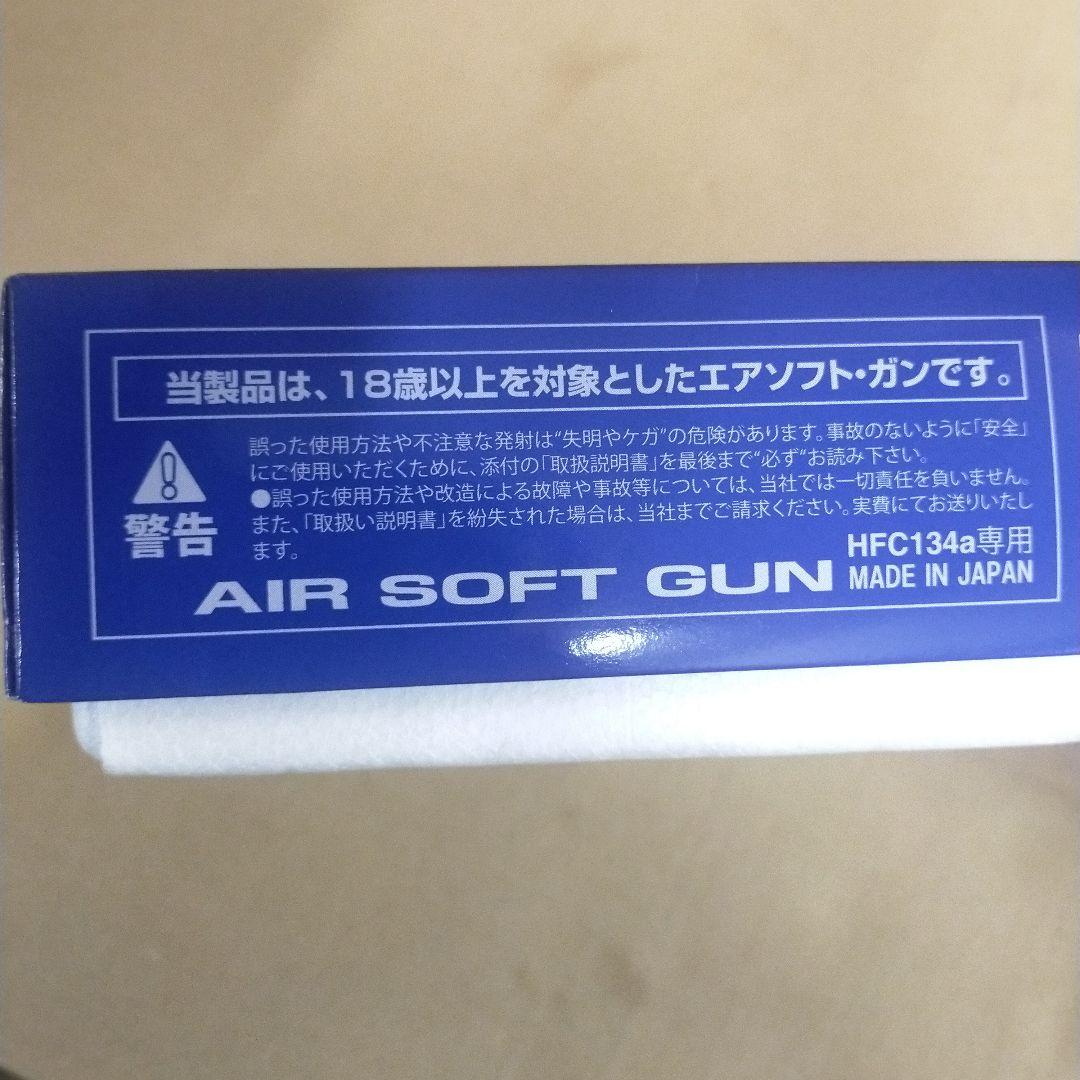 当製品は、18歳以上を対象としたエアソフト・ガンです。
誤った使用方法や不注意な発射は“失明やケガ”の危険があります。事故のないように「安全」
にご使用いただくために、添付の「取扱説明書」を最後まで“必ず”お読み下さい。
●誤った使用方法や改造による故障や事故等については、当社では一切責任を負いません。
また、「取扱い説明書」を紛失された場合は、当社までご請求ください。実費にてお送りいたし
ます。
警告
HFC134a専用
AIR SOFT GUN
MADE IN JAPAN